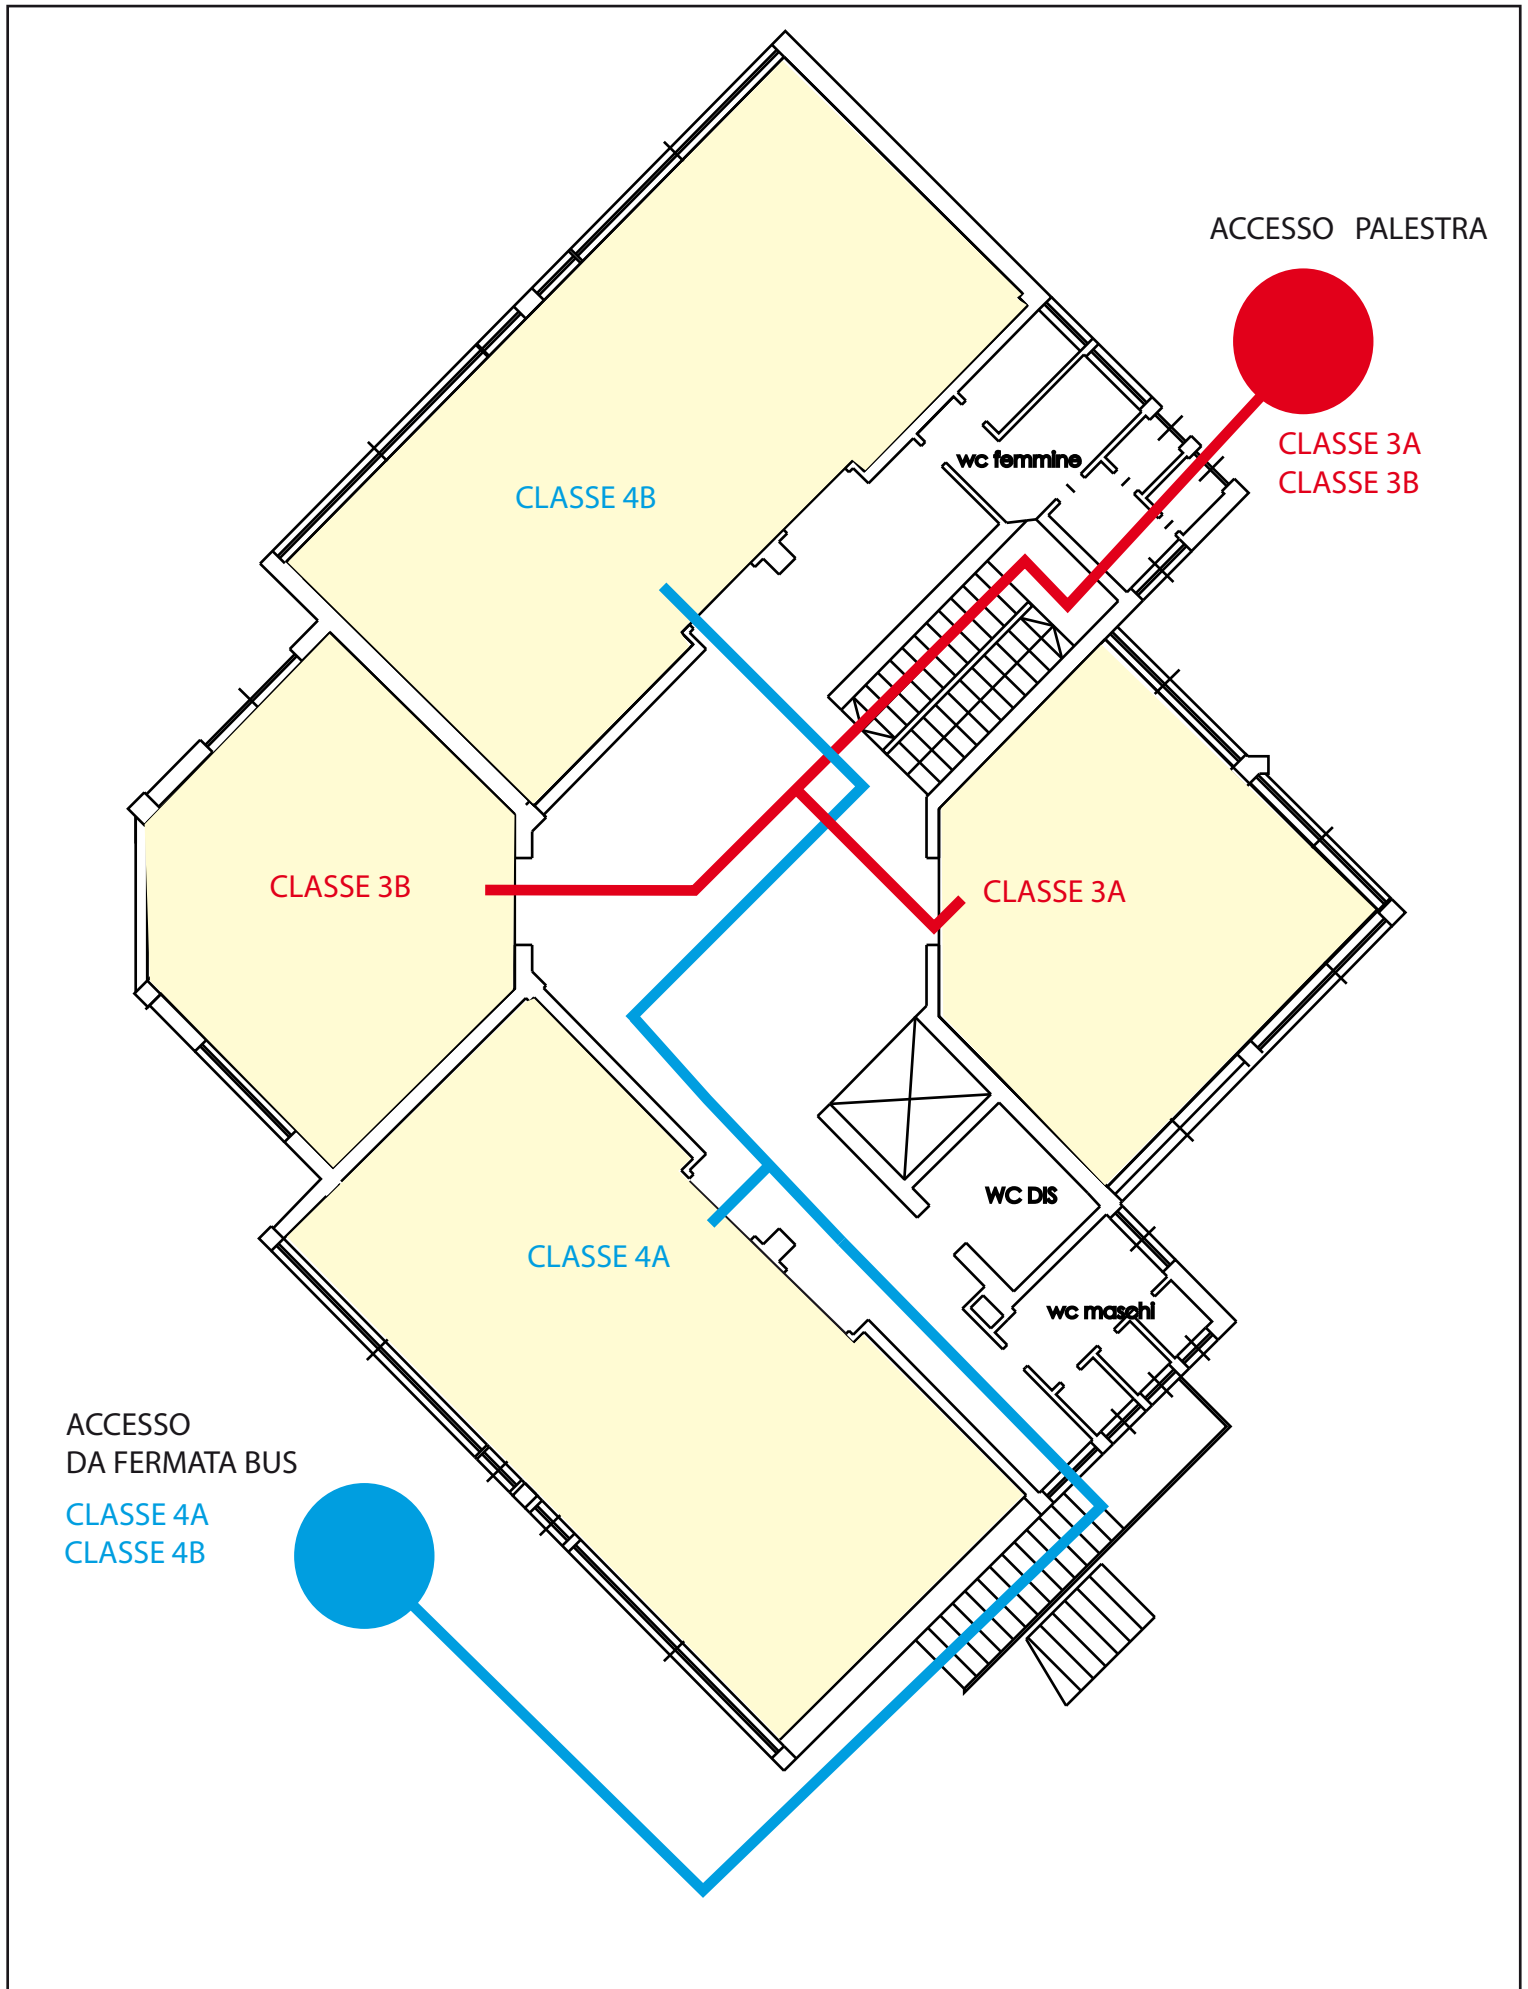 ACCESSO PALESTRA
CLASSE 3A
CLASSE 3B
wc femmine
CLASSE 4B
CLASSE 3B
CLASSE 3A
WC DIS
CLASSE 4A
wc maschi
ACCESSO
DA FERMATA BUS
CLASSE 4A
CLASSE 4B